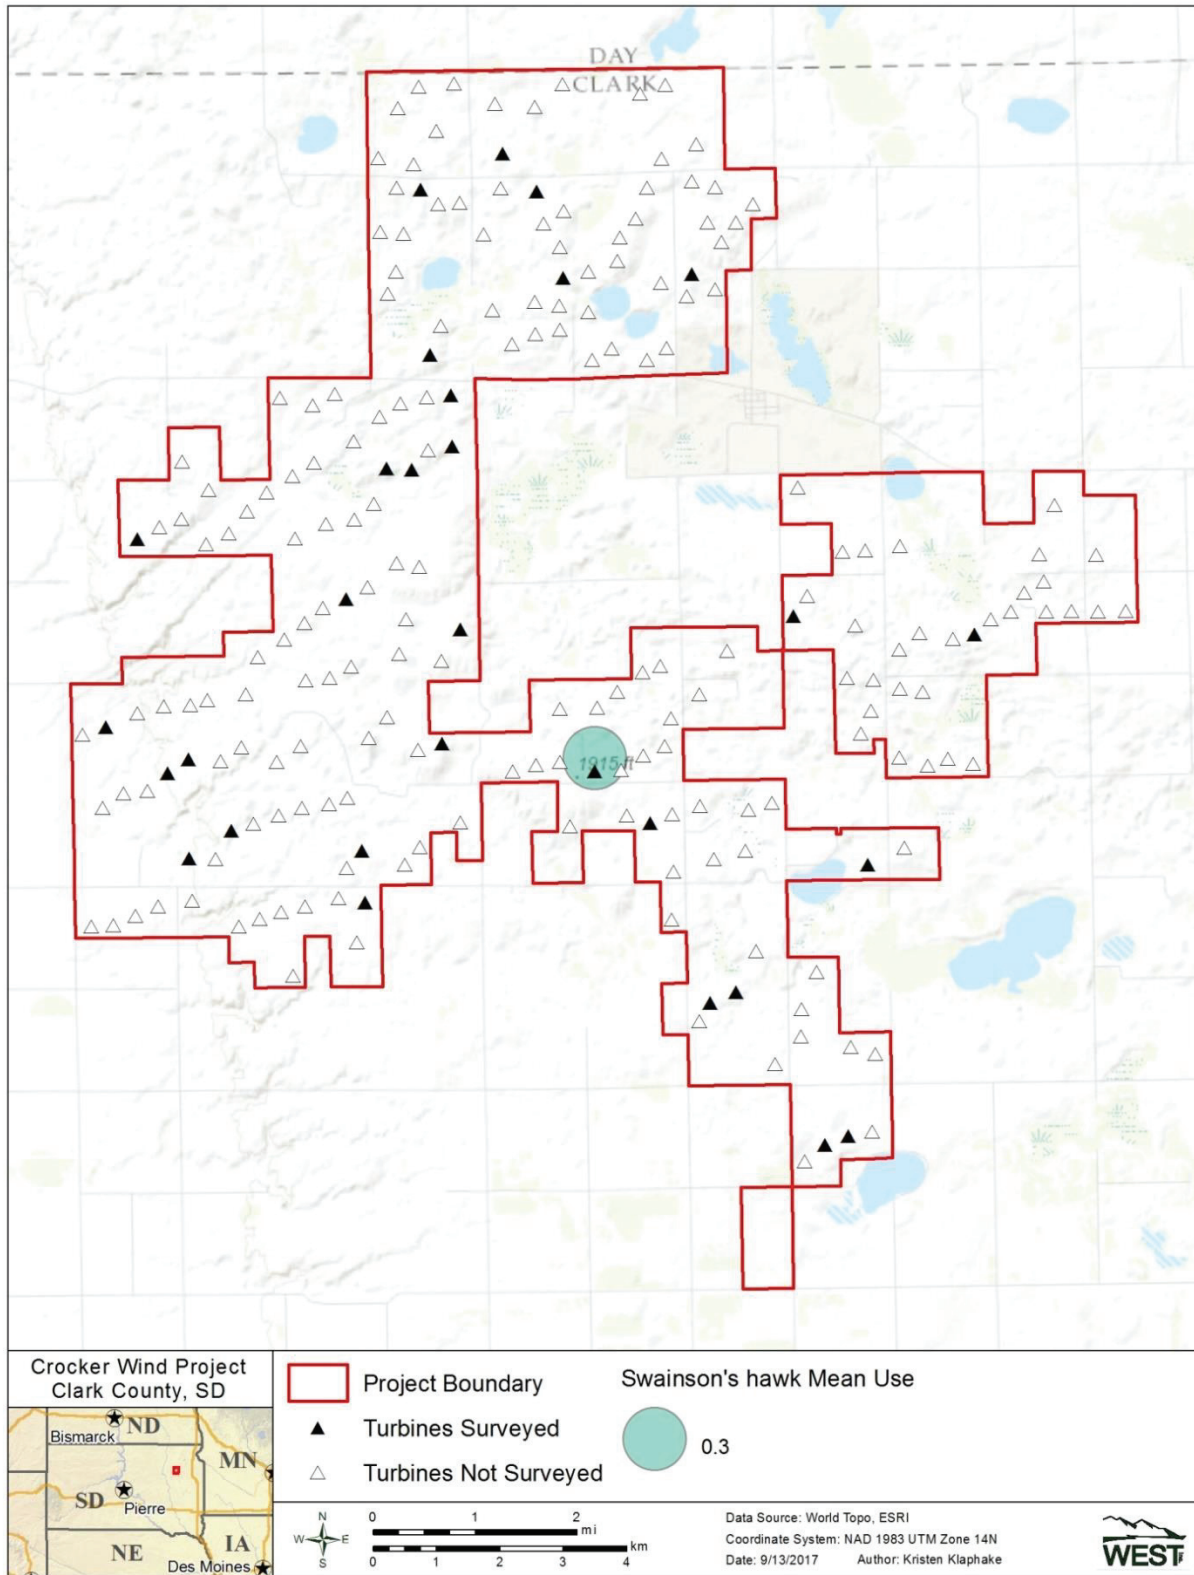 DAY
CLARK
1915 ft
Crocker Wind Project
Clark County, SD
Bismarck
ND
MN
SD
Pierre
NE
IA
Des Moines
Project Boundary
Turbines Surveyed
Turbines Not Surveyed
Swainson's hawk Mean Use
0.3
N
W E
S
0 1 2
mi
0 1 2 3 4
km
Data Source: World Topo, ESRI
Coordinate System: NAD 1983 UTM Zone 14N
Date: 9/13/2017 Author: Kristen Klaphake
WEST